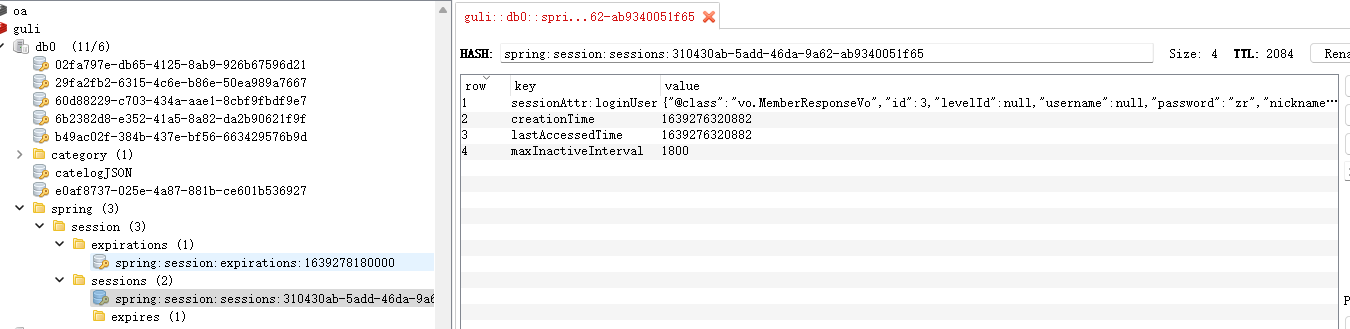 oa
guli
db0 (11/6)
02fa797e-db65-4125-8ab9-926b67596d21
29fa2fb2-6315-4c6e-b86e-50ea989a7667
60d88229-c703-434a-aae1-8cbf9fbdf9e7
6b2382d8-e352-41a5-8a82-da2b90621f9f
b49ac02f-384b-437e-bf56-663429576b9d
category (1)
catelogJSON
e0af8737-025e-4a87-881b-ce601b536927
spring (3)
session (3)
expirations (1)
spring:session:expirations:1639278180000
sessions (2)
spring:session:sessions:310430ab-5add-46da-9a6
expires (1)
guli::db0::spri...62-ab9340051f65
HASH: spring:session:sessions:310430ab-5add-46da-9a62-ab9340051f65 Size: 4 TTL: 2084 Rena
row key value
1 sessionAttr:loginUser {"@class":"vo.MemberResponseVo","id":3,"levelId":null,"username":null,"password":"zr","nickname…
2 creationTime 1639276320882
3 lastAccessedTime 1639276320882
4 maxInactiveInterval 1800
P